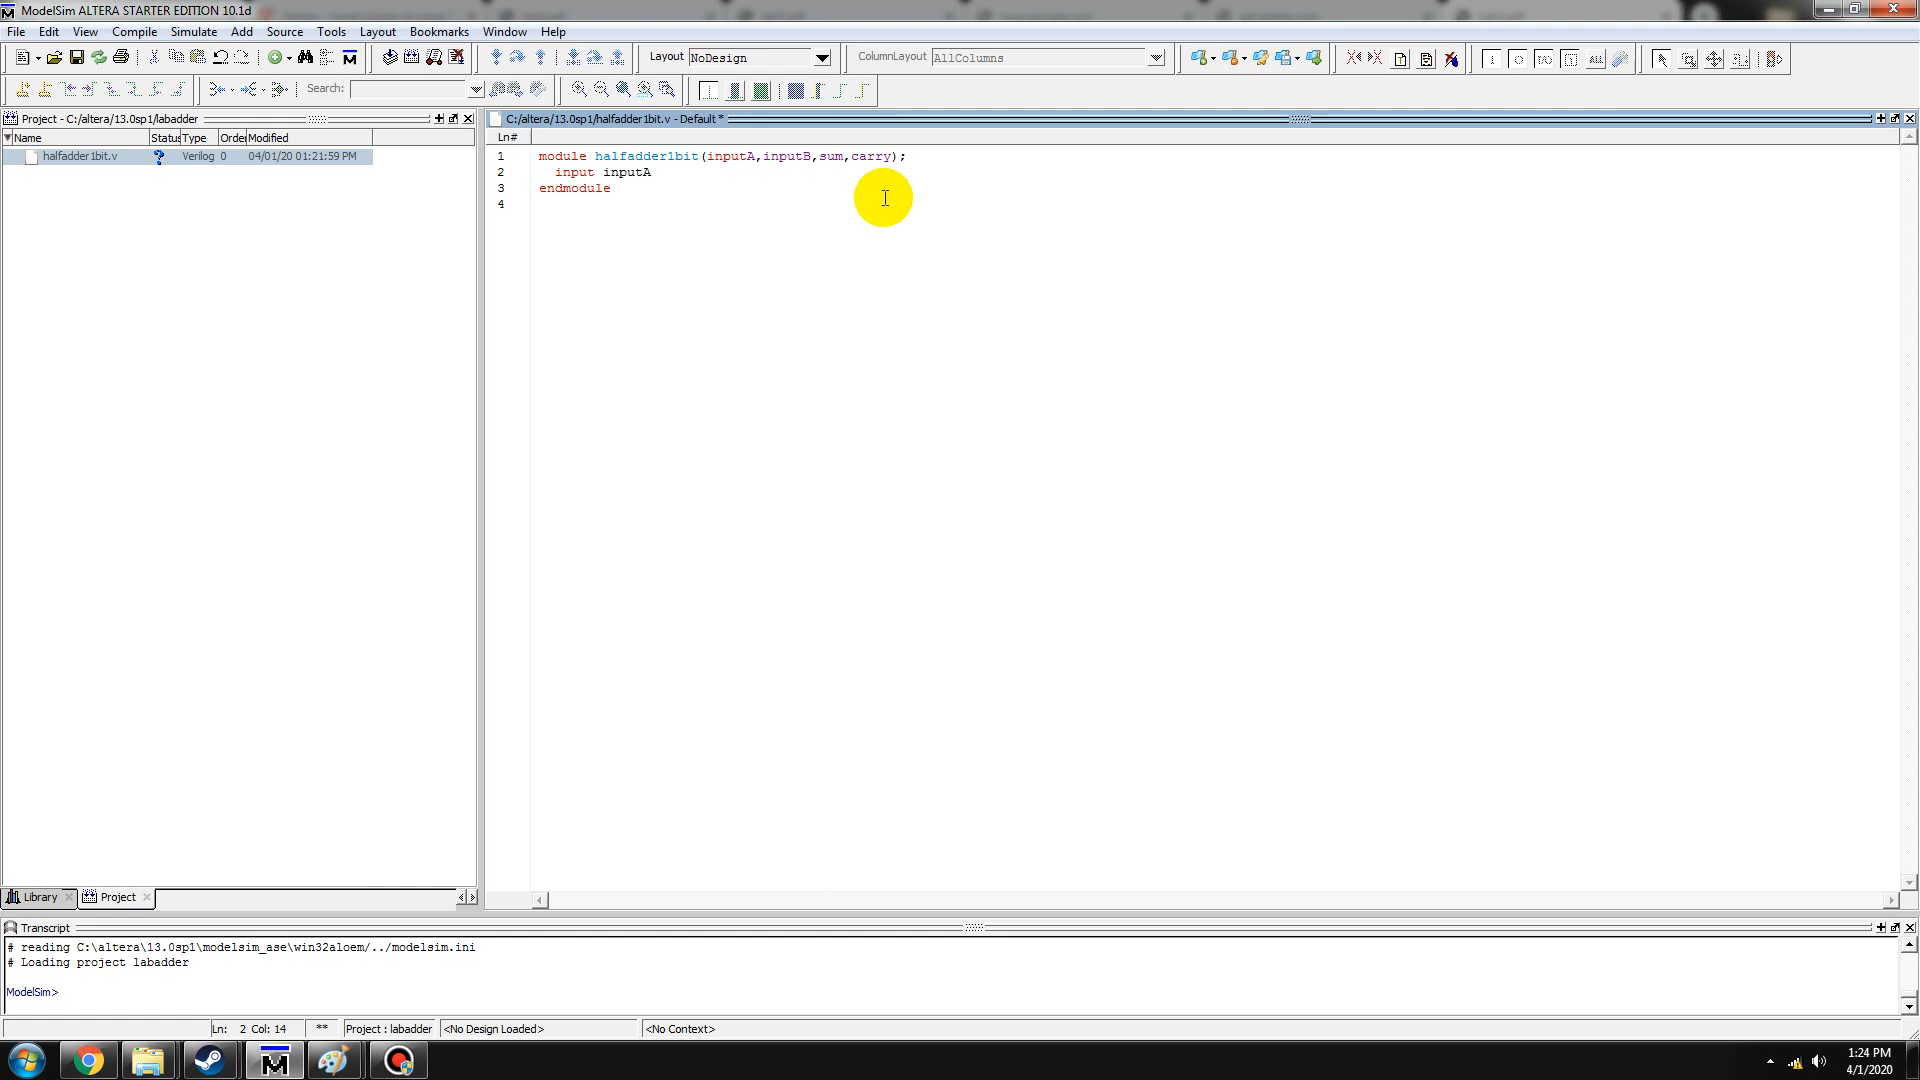 ModelSim ALTERA STARTER EDITION 10.1d
File Edit View Compile Simulate Add Source Tools Layout Bookmarks Window Help
Layout NoDesign ColumnLayout AllColumns
Search:
Project - C:/altera/13.0sp1/labadder
C:/altera/13.0sp1/halfadder1bit.v - Default *
Name Status Type Order Modified
Ln#
halfadder1bit.v ? Verilog 0 04/01/20 01:21:59 PM
1 module halfadder1bit(inputA,inputB,sum,carry);
2 input inputA
3 endmodule
4
Library Project
Transcript
# reading C:\altera\13.0sp1\modelsim_ase\win32aloem/../modelsim.ini
# Loading project labadder
ModelSim>
Ln: 2 Col: 14 ** Project : labadder <No Design Loaded> <No Context>
1:24 PM
4/1/2020